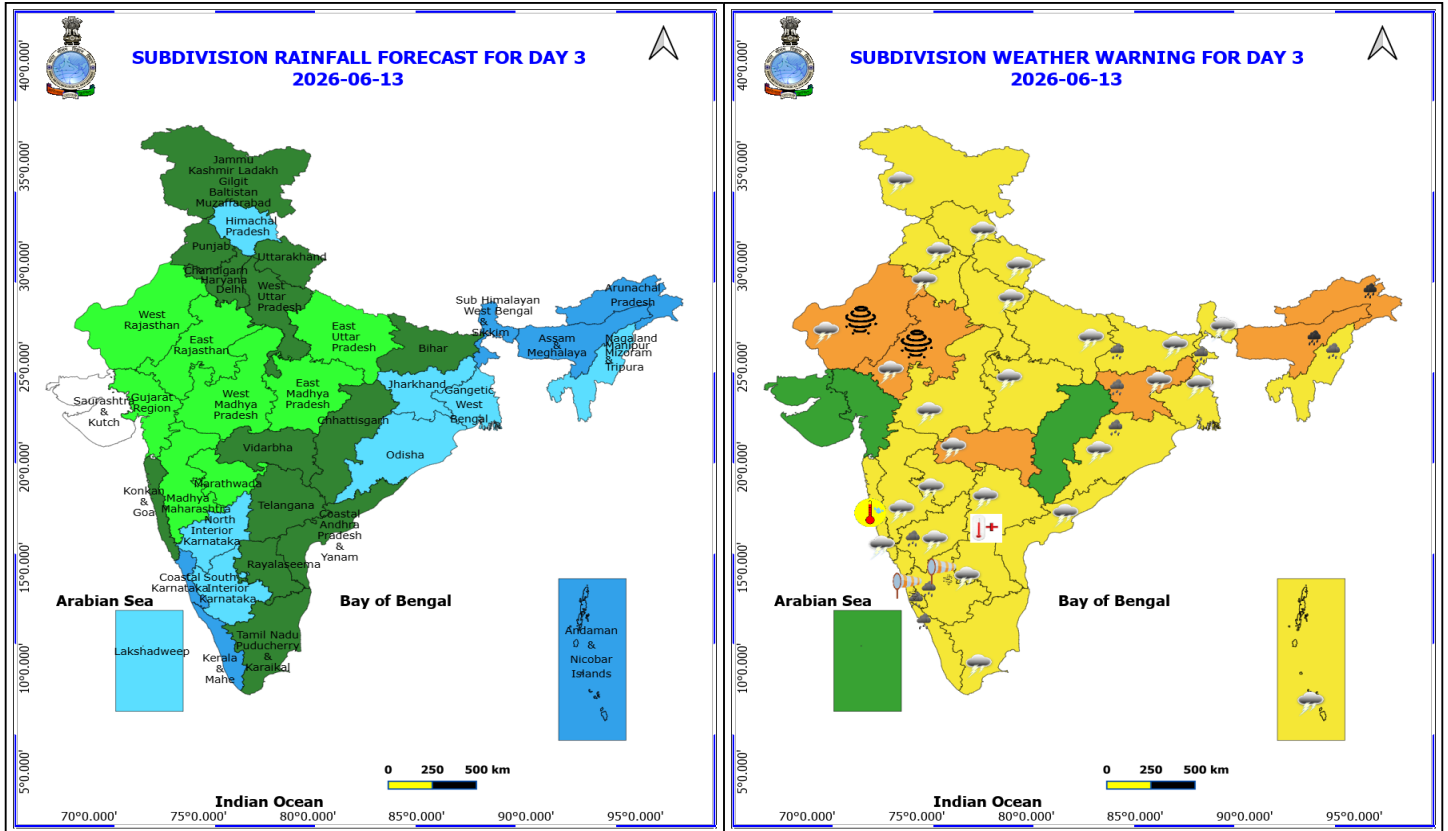 SUBDIVISION RAINFALL FORECAST FOR DAY 3
2026-06-13
40°0.000'
35°0.000'
30°0.000'
25°0.000'
20°0.000'
15°0.000'
10°0.000'
5°0.000'
Jammu
Kashmir Ladakh
Gilgit
Baltistan
Muzaffarabad
Himachal
Pradesh
Punjab
Uttarakhand
Chandigarh
Haryana
Delhi
West
Uttar
Pradesh
West
Rajasthan
East
Rajasthan
East
Uttar
Pradesh
Bihar
Sub Himalayan
West Bengal
&
Sikkim
Arunachal
Pradesh
Assam
&
Meghalaya
Nagaland
Manipur
Mizoram
&
Tripura
Saurashtra
&
Kutch
Gujarat
Region
West
Madhya
Pradesh
East
Madhya
Pradesh
Jharkhand
Gangetic
West
Bengal
Chhattisgarh
Odisha
Vidarbha
Konkan
&
Goa
Madhya
Maharashtra
Marathwada
Telangana
North
Interior
Karnataka
Coastal
Andhra
Pradesh
&
Yanam
Rayalaseema
Coastal
Karnataka
South
Interior
Karnataka
Arabian Sea
Bay of Bengal
Lakshadweep
Kerala
&
Mahe
Tamil Nadu
Puducherry
&
Karaikal
Andaman
&
Nicobar
Islands
0 250 500 km
Indian Ocean
70°0.000' 75°0.000' 80°0.000' 85°0.000' 90°0.000' 95°0.000'
SUBDIVISION WEATHER WARNING FOR DAY 3
2026-06-13
40°0.000'
35°0.000'
30°0.000'
25°0.000'
20°0.000'
15°0.000'
10°0.000'
5°0.000'
Arabian Sea
Bay of Bengal
0 250 500 km
Indian Ocean
70°0.000' 75°0.000' 80°0.000' 85°0.000' 90°0.000' 95°0.000'